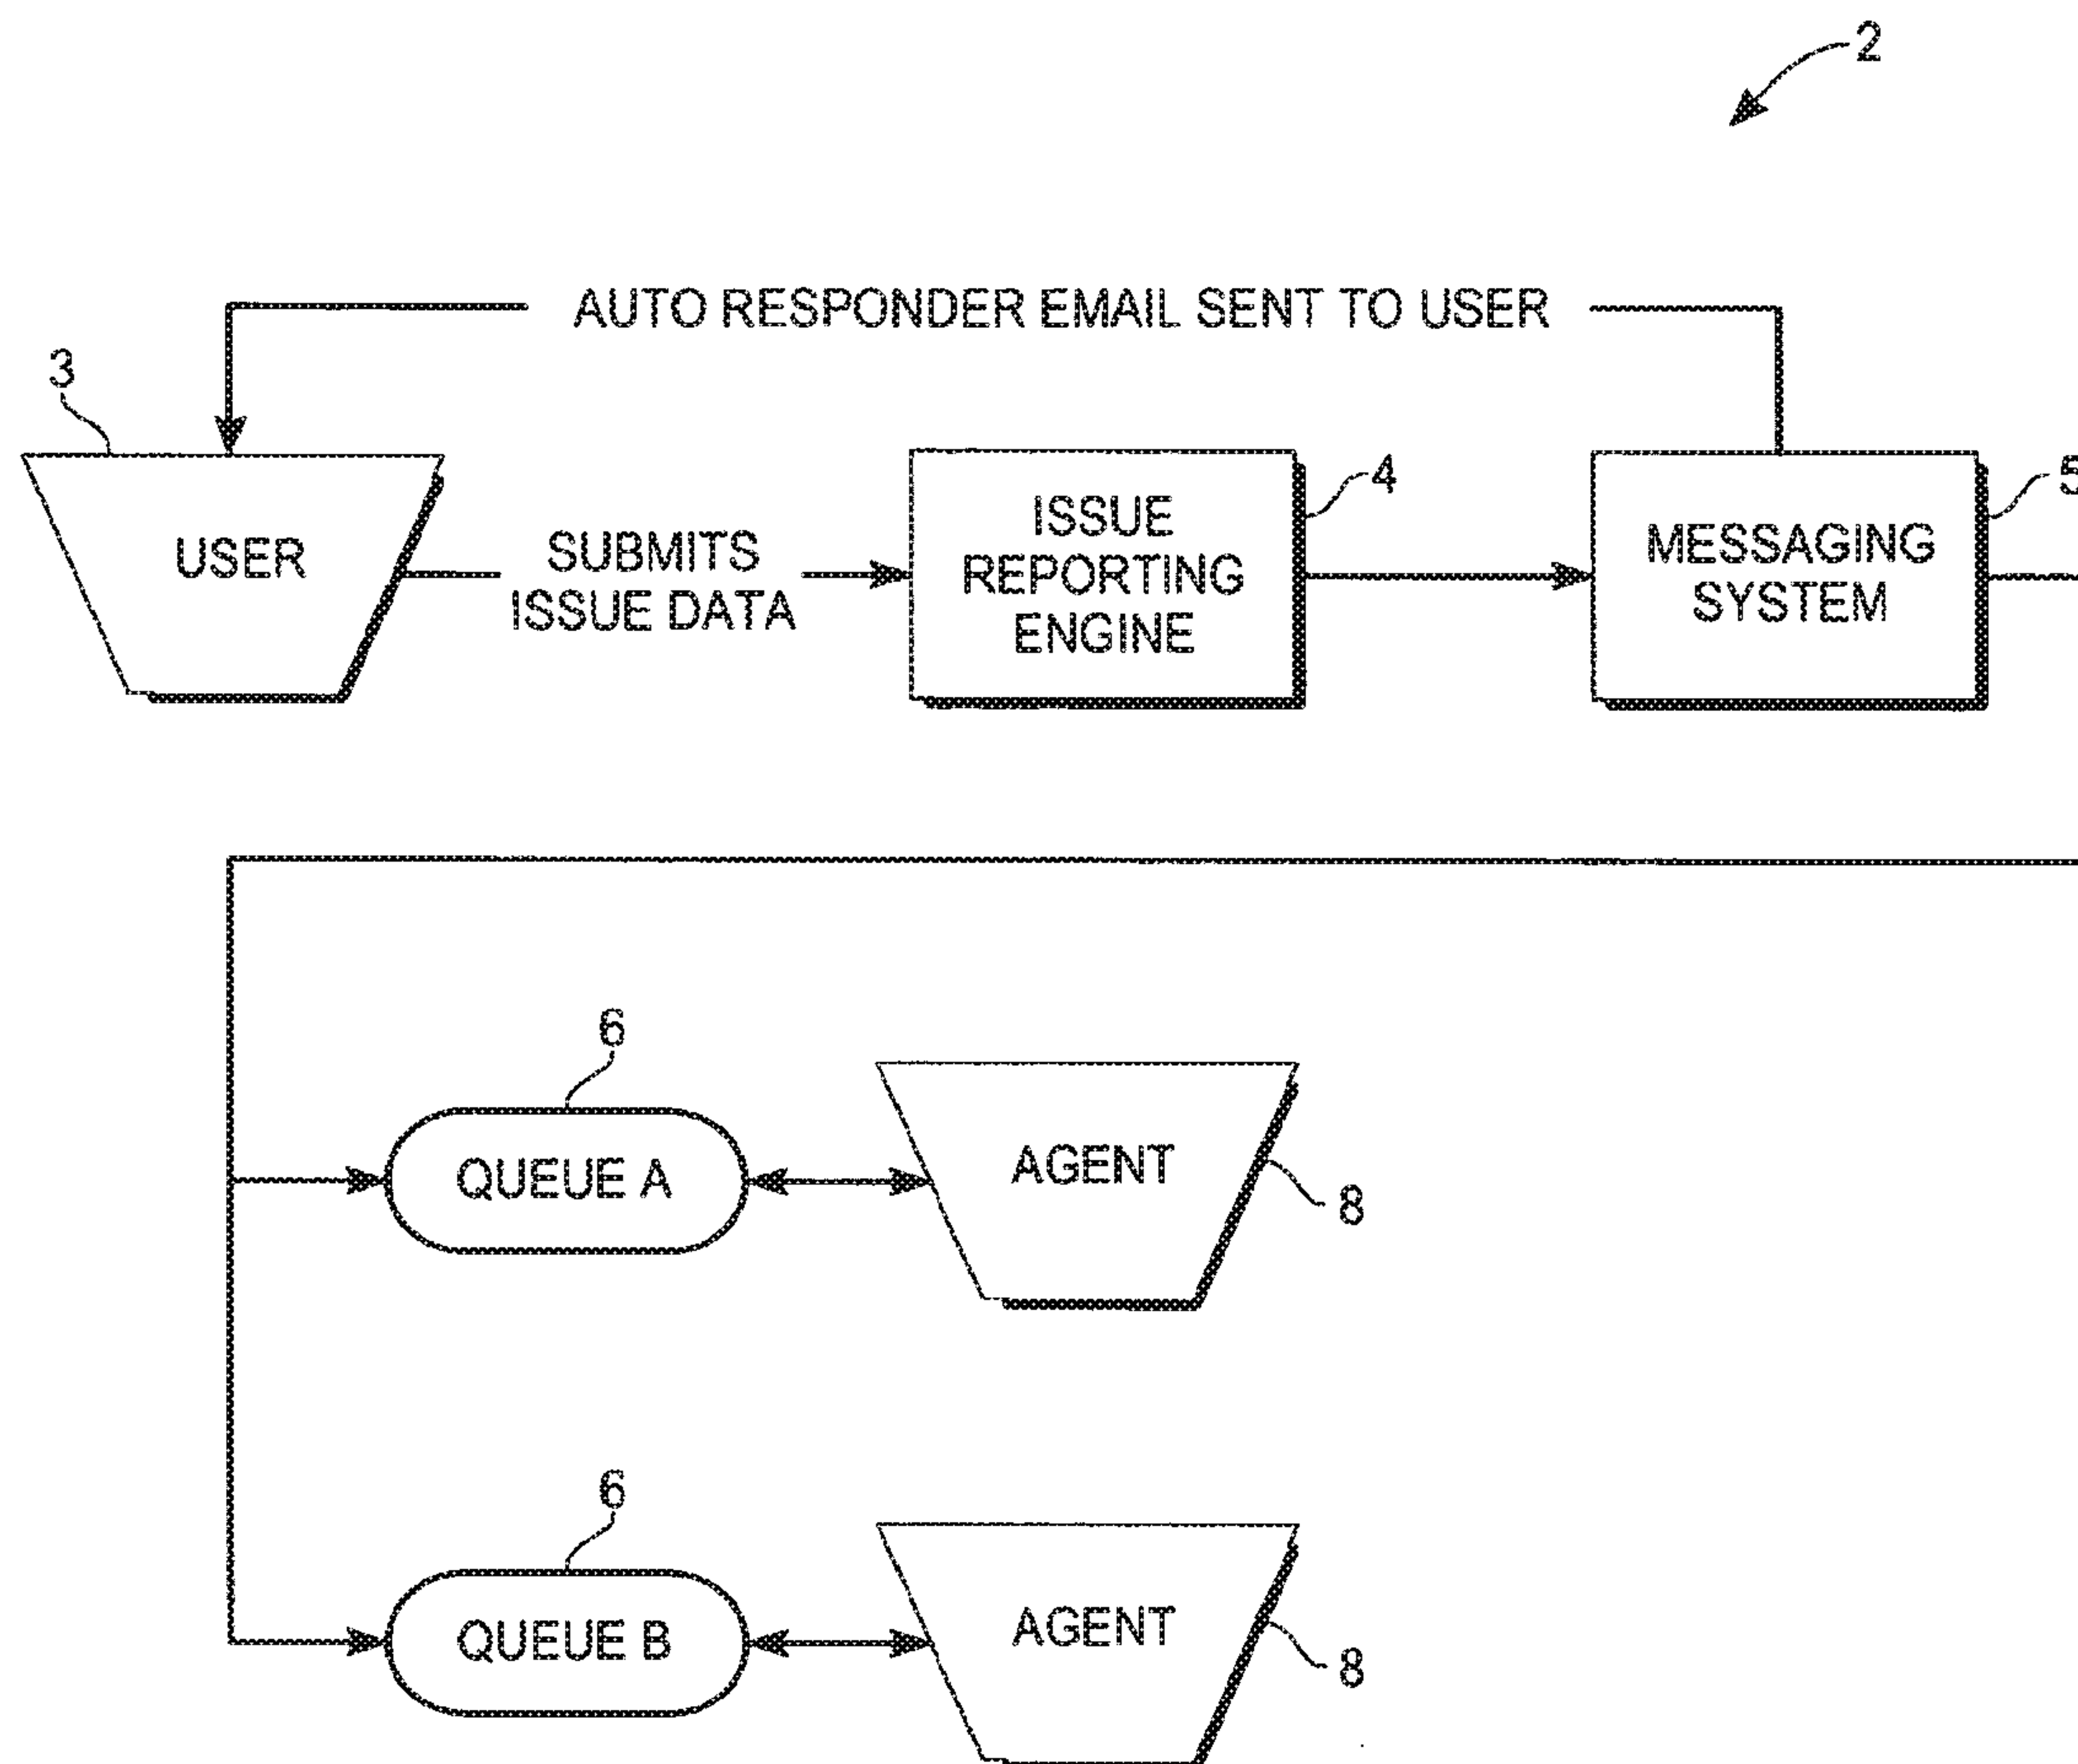 2
AUTO RESPONDER EMAIL SENT TO USER
3
USER
SUBMITS
ISSUE DATA
ISSUE
REPORTING
ENGINE
4
MESSAGING
SYSTEM
5
6
QUEUE A
AGENT
8
6
QUEUE B
AGENT
8